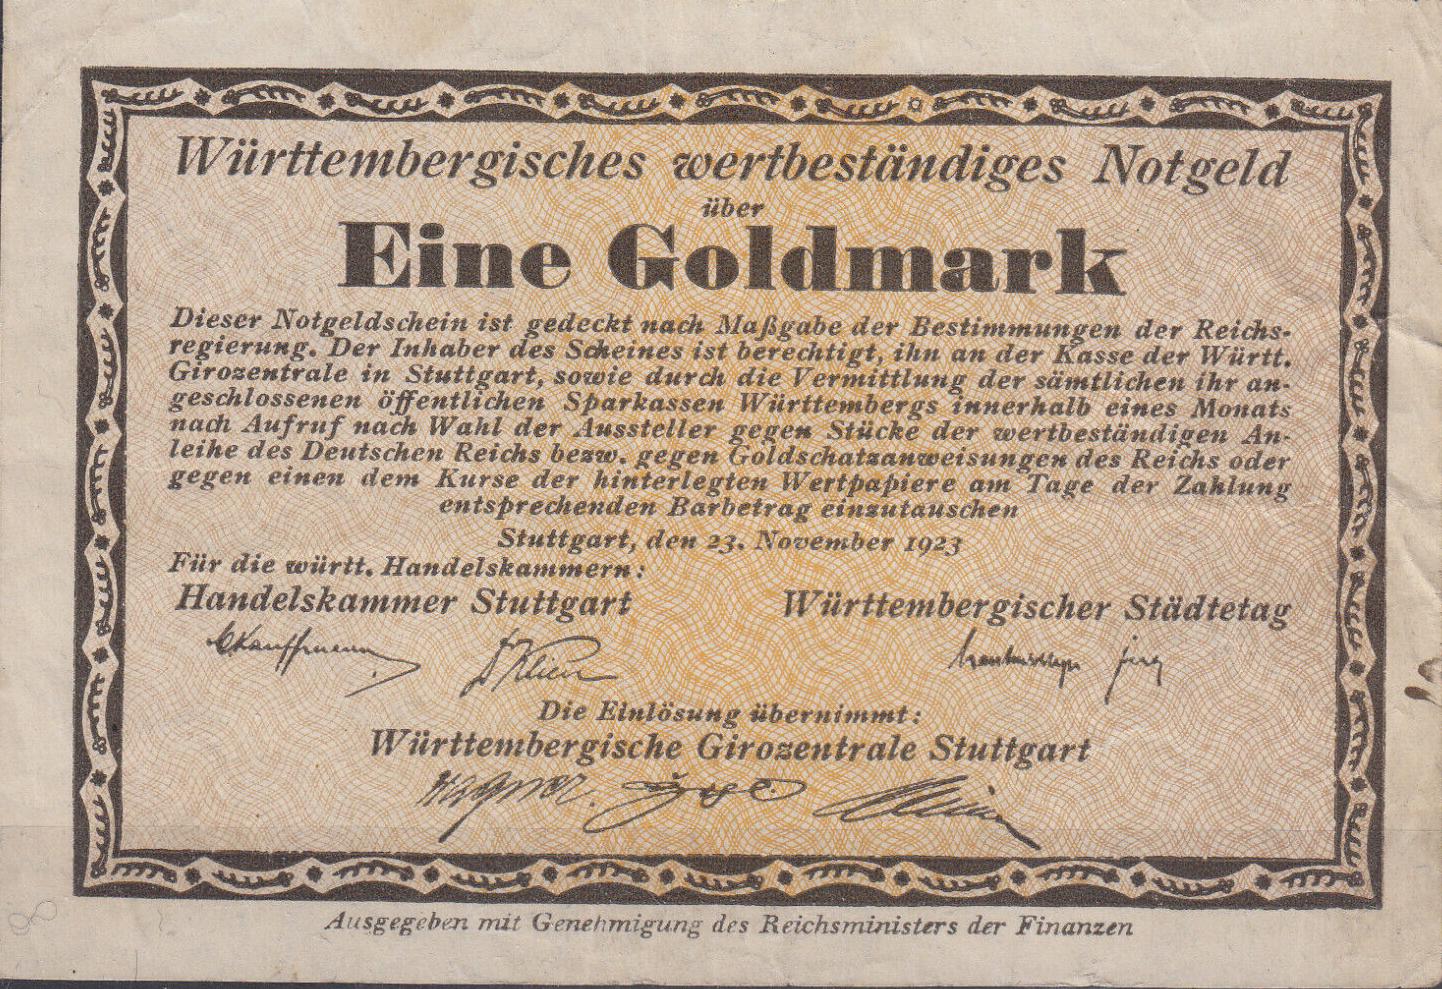 Württembergisches wertbeständiges Notgeld
über
Eine Goldmark
Dieser Notgeldschein ist gedeckt nach Maßgabe der Bestimmungen der Reichs-
regierung. Der Inhaber des Scheines ist berechtigt, ihn an der Kasse der Württ.
Girozentrale in Stuttgart, sowie durch die Vermittlung der sämtlichen ihr an-
geschlossenen öffentlichen Sparkassen Württembergs innerhalb eines Monats
nach Aufruf nach Wahl der Aussteller gegen Stücke der wertbeständigen An-
leihe des Deutschen Reichs bezw. gegen Goldschatzanweisungen des Reichs oder
gegen einen dem Kurse der hinterlegten Wertpapiere am Tage der Zahlung
entsprechenden Barbetrag einzutauschen
Stuttgart, den 23. November 1923
Für die württ. Handelskammern:
Handelskammer Stuttgart
Württembergischer Städtetag
Die Einlösung übernimmt:
Württembergische Girozentrale Stuttgart
Ausgegeben mit Genehmigung des Reichsministers der Finanzen